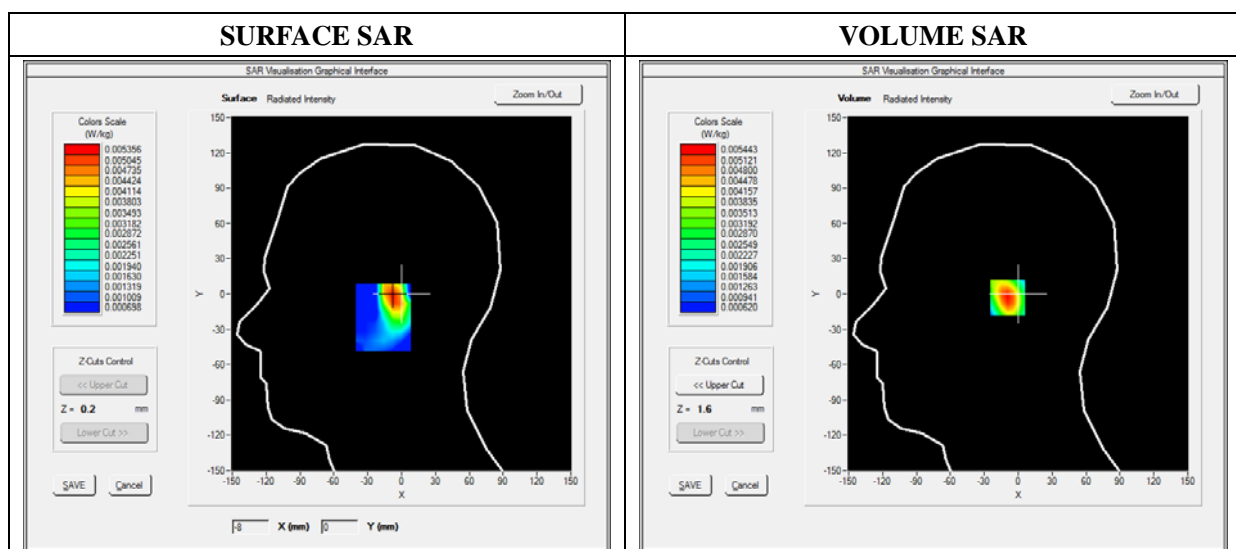 SURFACE SAR
VOLUME SAR
SAR Visualisation Graphical Interface
Surface Radiated Intensity
Zoom In/Out
Colors Scale
(W/kg)
0.005356
0.005045
0.004735
0.004424
0.004114
0.003803
0.003493
0.003182
0.002872
0.002561
0.002251
0.001940
0.001630
0.001319
0.001009
0.000698
150
120
90
60
30
0
-30
-60
-90
-120
-150
Y
-150 -120 -90 -60 -30 0 30 60 90 120 150
X
Z-Cuts Control
<< Upper Cut
Z = 0.2 mm
Lower Cut >>
SAVE Cancel
-8 X (mm) 0 Y (mm)
SAR Visualisation Graphical Interface
Volume Radiated Intensity
Zoom In/Out
Colors Scale
(W/kg)
0.005443
0.005121
0.004800
0.004478
0.004157
0.003835
0.003513
0.003192
0.002870
0.002549
0.002227
0.001906
0.001584
0.001263
0.000941
0.000620
150
120
90
60
30
0
-30
-60
-90
-120
-150
Y
-150 -120 -90 -60 -30 0 30 60 90 120 150
X
Z-Cuts Control
<< Upper Cut
Z = 1.6 mm
Lower Cut >>
SAVE Cancel